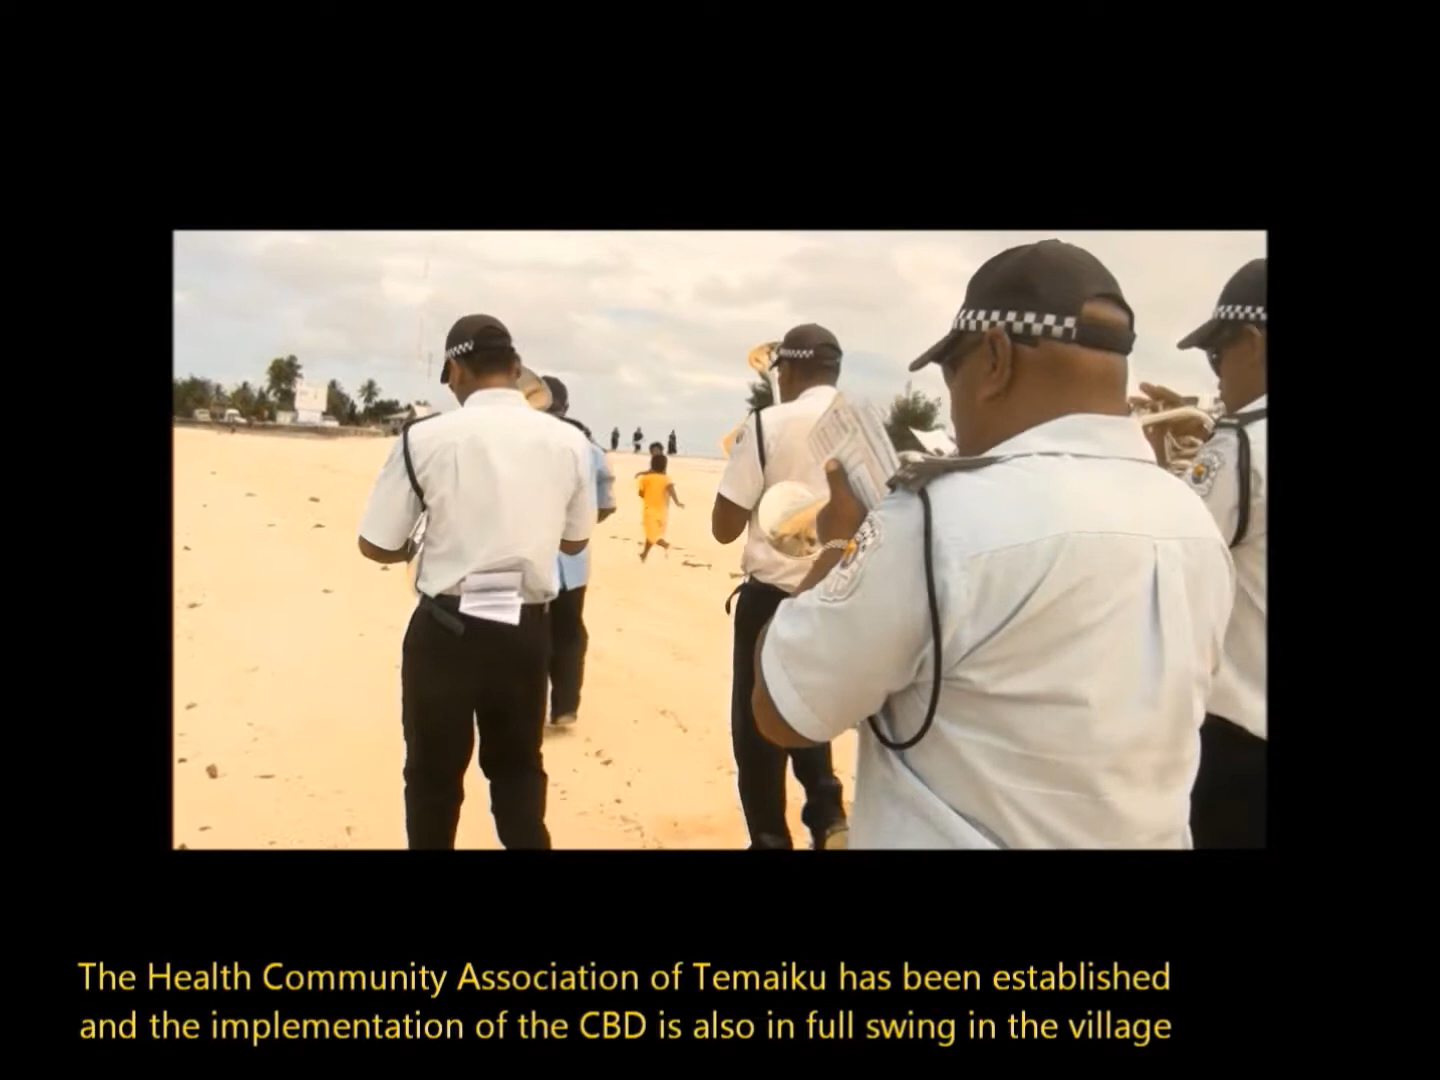 The Health Community Association of Temaiku has been established
and the implementation of the CBD is also in full swing in the village